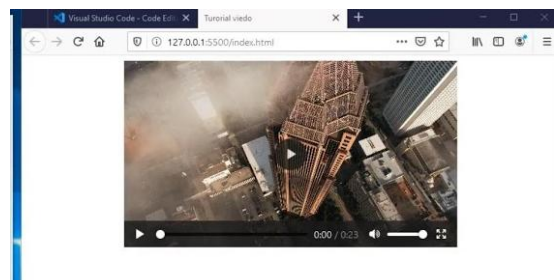 Visual Studio Code - Code Edit
Turorial viedo
127.0.0.1:5500/index.html
0:00 / 0:23